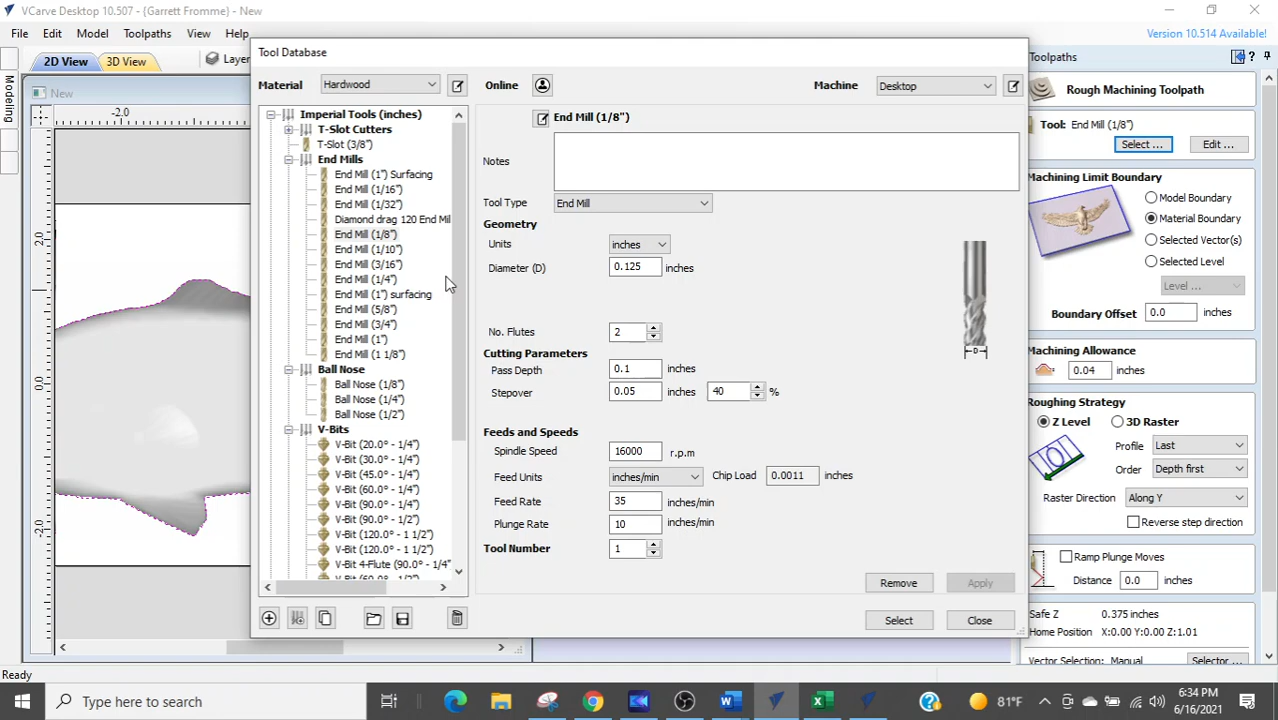 VCarve Desktop 10.507 - {Garrett Fromme} - New
File Edit Model Toolpaths View Help
Version 10.514 Available!
2D View 3D View Layer
Modeling
New
-2.0
2.0
0.0
-2.0
Tool Database
Material Hardwood Online Machine Desktop
Imperial Tools (inches)
T-Slot Cutters
T-Slot (3/8")
End Mills
End Mill (1") Surfacing
End Mill (1/16")
End Mill (1/32")
Diamond drag 120 End Mil
End Mill (1/8")
End Mill (1/10")
End Mill (3/16")
End Mill (1/4")
End Mill (1") surfacing
End Mill (5/8")
End Mill (3/4")
End Mill (1")
End Mill (1 1/8")
Ball Nose
Ball Nose (1/8")
Ball Nose (1/4")
Ball Nose (1/2")
V-Bits
V-Bit (20.0° - 1/4")
V-Bit (30.0° - 1/4")
V-Bit (45.0° - 1/4")
V-Bit (60.0° - 1/4")
V-Bit (90.0° - 1/4")
V-Bit (90.0° - 1/2")
V-Bit (120.0° - 1 1/2")
V-Bit (120.0° - 1 1/2")
V-Bit 4-Flute (90.0° - 1/4"
End Mill (1/8")
Notes
Tool Type End Mill
Geometry
Units inches
Diameter (D) 0.125 inches
No. Flutes 2
D
Cutting Parameters
Pass Depth 0.1 inches
Stepover 0.05 inches 40 %
Feeds and Speeds
Spindle Speed 16000 r.p.m
Feed Units inches/min Chip Load 0.0011 inches
Feed Rate 35 inches/min
Plunge Rate 10 inches/min
Tool Number 1
Remove Apply
Select Close
Toolpaths
Rough Machining Toolpath
Tool: End Mill (1/8")
Select ... Edit ...
Machining Limit Boundary
Model Boundary
Material Boundary
Selected Vector(s)
Selected Level
Level ...
Boundary Offset 0.0 inches
Machining Allowance
0.04 inches
Roughing Strategy
Z Level 3D Raster
Profile Last
Order Depth first
Raster Direction Along Y
Reverse step direction
Ramp Plunge Moves
Distance 0.0 inches
Safe Z 0.375 inches
Home Position X:0.00 Y:0.00 Z:1.01
Vector Selection: Manual Selector ...
Ready
Type here to search
81°F
6:34 PM
6/16/2021